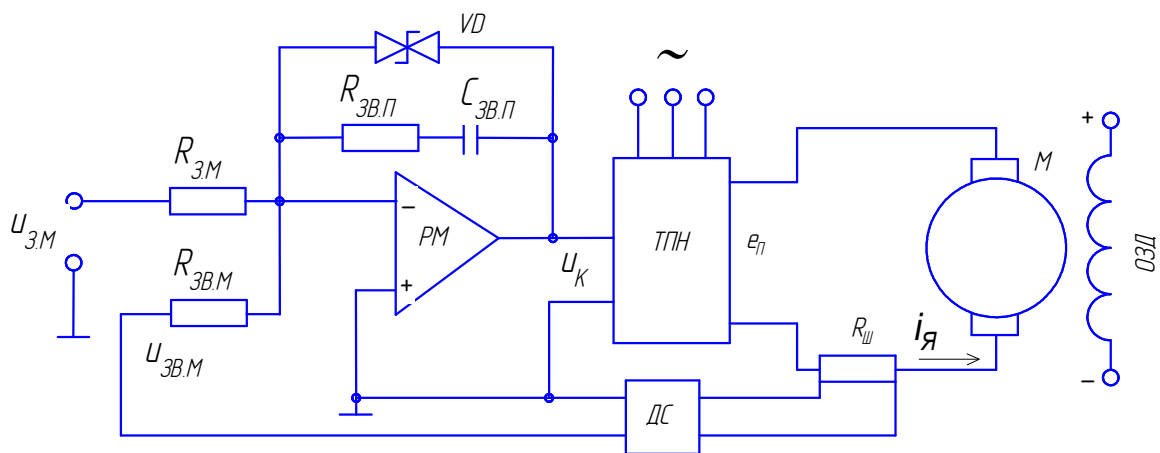 VD
~
R ЗВ.П
C ЗВ.П
R З.М
+
М
−
РМ
ТПН
u З.М
u К
e П
ОЗД
R ЗВ.М
+
R Ш
i Я
u ЗВ.М
−
ДС